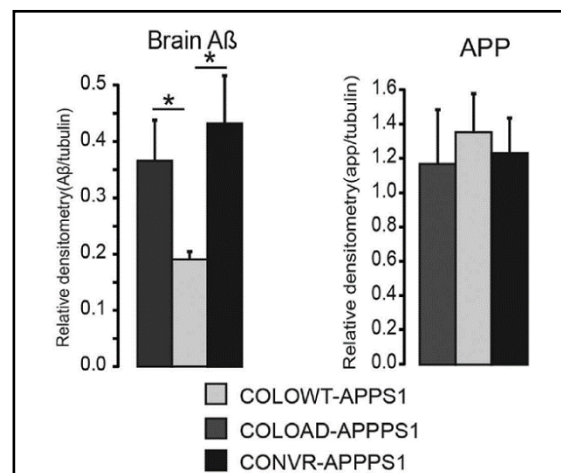 Brain Aß
Relative densitometry(Aβ/tubulin)
0.5
0.4
0.3
0.2
0.1
0.0
*
*
APP
Relative densitometry(app/tubulin)
1.6
1.4
1.2
1.0
0.8
0.6
0.4
0.2
0.0
COLOWT-APPS1
COLOAD-APPPS1
CONVR-APPPS1